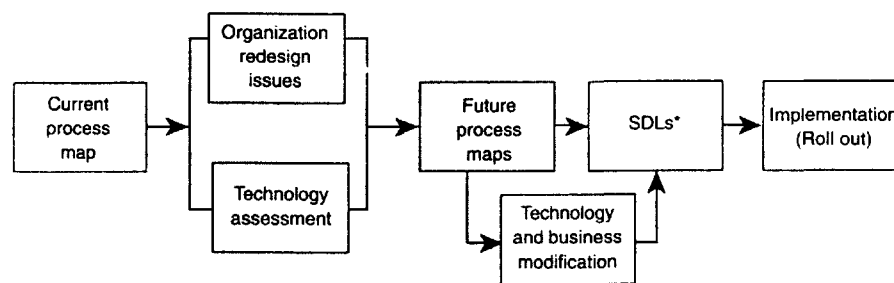 Current
process
map
Organization
redesign
issues
Technology
assessment
Future
process
maps
SDLs*
Technology
and business
modification
Implementation
(Roll out)